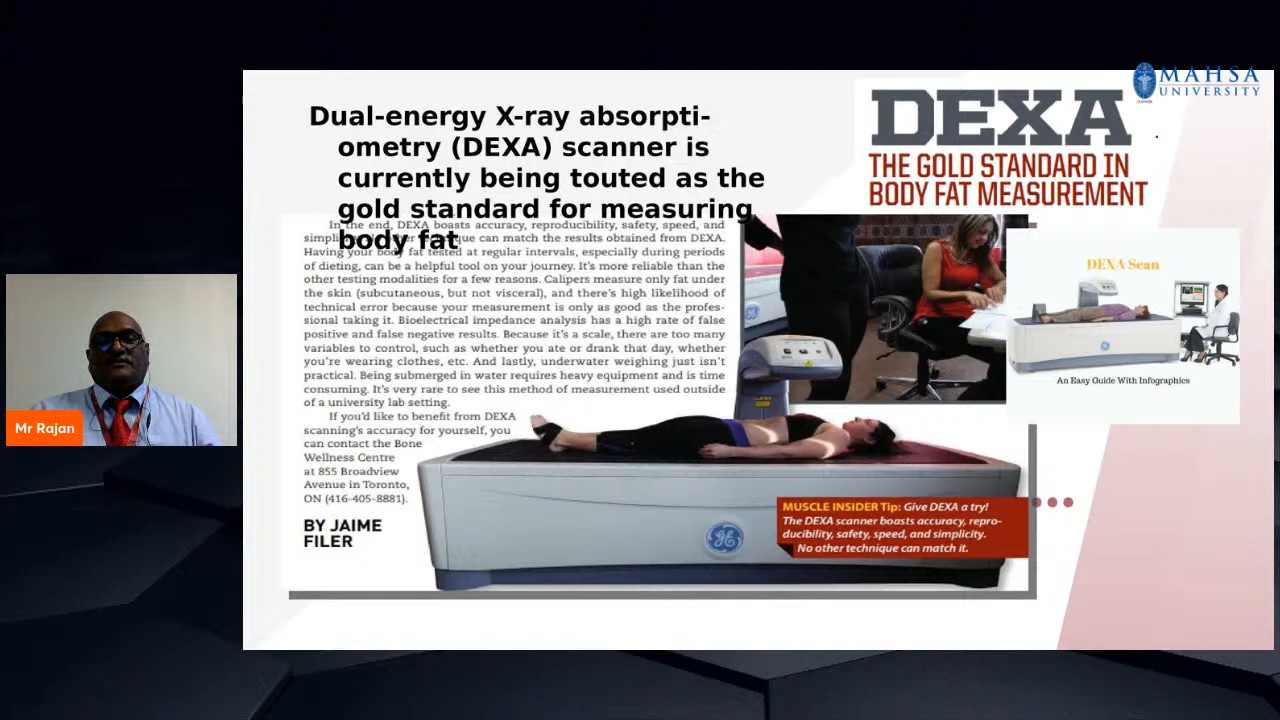 MAHSA
UNIVERSITY
Dual-energy X-ray absorpti-
ometry (DEXA) scanner is
currently being touted as the
gold standard for measuring
body fat
DEXA
THE GOLD STANDARD IN
BODY FAT MEASUREMENT
In the end, DEXA boasts accuracy, reproducibility, safety, speed, and
can match the results obtained from DEXA.
Having your body fat tested at regular intervals, especially during periods
of dieting, can be a helpful tool on your journey. It's more reliable than the
other testing modalities for a few reasons. Calipers measure only fat under
the skin (subcutaneous, but not visceral), and there's high likelihood of
technical error because your measurement is only as good as the profes-
sional taking it. Bioelectrical impedance analysis has a high rate of false
positive and false negative results. Because it's a scale, there are too many
variables to control, such as whether you ate or drank that day, whether
you're wearing clothes, etc. And lastly, underwater weighing just isn't
practical. Being submerged in water requires heavy equipment and is time
consuming. It's very rare to see this method of measurement used outside
of a university lab setting.
If you'd like to benefit from DEXA
scanning's accuracy for yourself, you
can contact the Bone
Wellness Centre
at 855 Broadview
Avenue in Toronto,
ON (416-405-8881).
BY JAIME
FILER
DEXA Scan
An Easy Guide With Infographics
GE
MUSCLE INSIDER Tip: Give DEXA a try!
The DEXA scanner boasts accuracy, repro-
ducibility, safety, speed, and simplicity.
No other technique can match it.
Mr Rajan